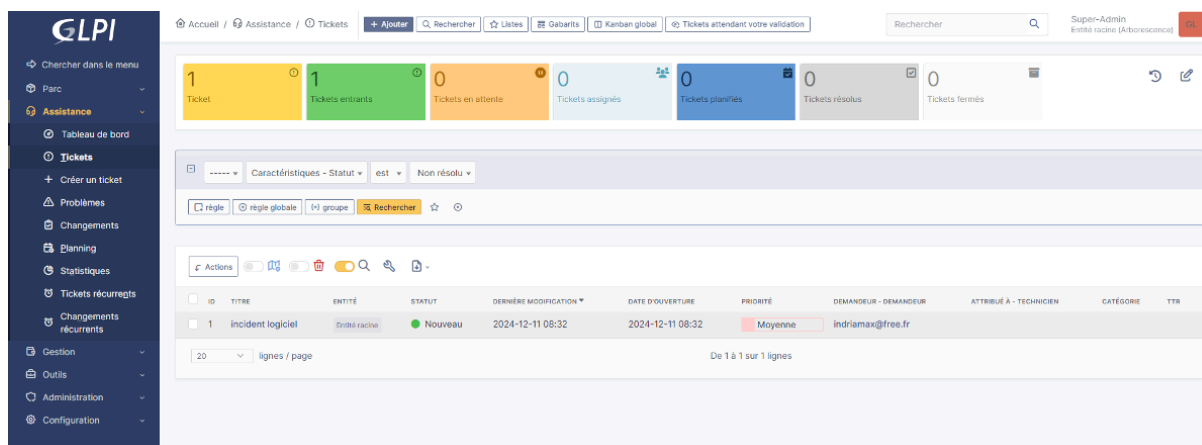 GLPI
Accueil / Assistance / Tickets
+ Ajouter
Rechercher
Listes
Gabarits
Kanban global
Tickets attendant votre validation
Rechercher
Super-Admin
Entité racine (Arborescence)
GL
Chercher dans le menu
Parc
Assistance
Tableau de bord
Tickets
+ Créer un ticket
Problèmes
Changements
Planning
Statistiques
Tickets récurrents
Changements
récurrents
Gestion
Outils
Administration
Configuration
1
Ticket
1
Tickets entrants
0
Tickets en attente
0
Tickets assignés
0
Tickets planifiés
0
Tickets résolus
0
Tickets fermés
-----
Caractéristiques - Statut
est
Non résolu
règle
règle globale
(+) groupe
Rechercher
Actions
ID TITRE ENTITÉ STATUT DERNIÈRE MODIFICATION DATE D'OUVERTURE PRIORITÉ DEMANDEUR - DEMANDEUR ATTRIBUÉ À - TECHNICIEN CATÉGORIE TTR
1 incident logiciel Entité racine Nouveau 2024-12-11 08:32 2024-12-11 08:32 Moyenne indriamax@free.fr
20 lignes / page
De 1 à 1 sur 1 lignes